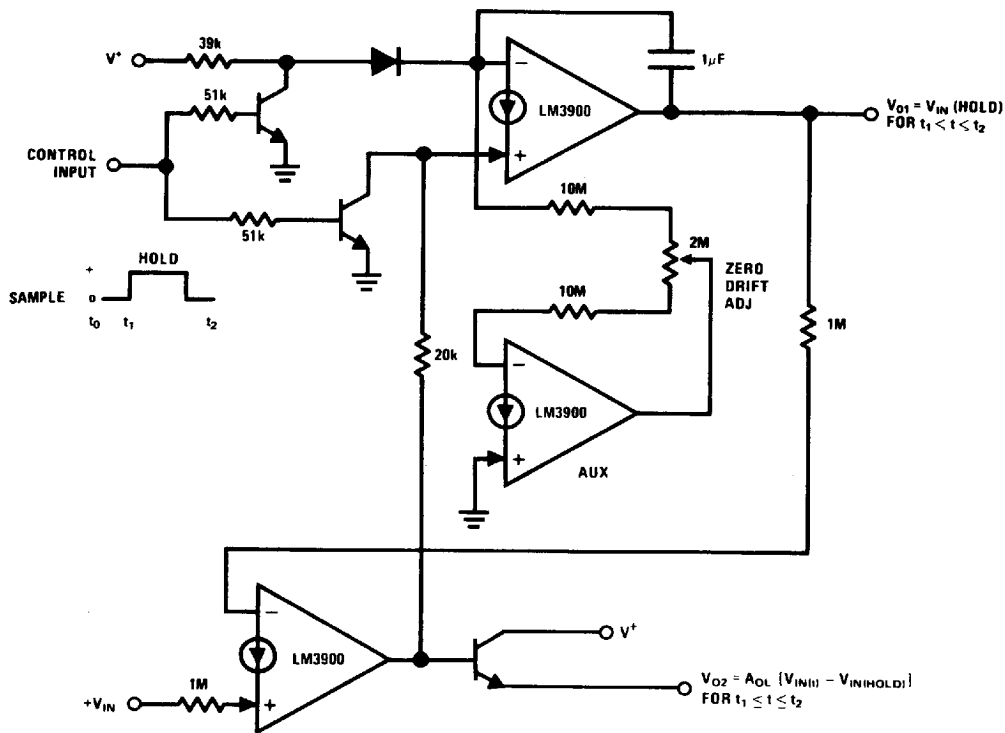 39k
V+
51k
CONTROL
INPUT
51k
−
LM3900
+
1μF
V01 = VIN (HOLD)
FOR t1 < t < t2
10M
2M
ZERO
DRIFT
ADJ
10M
HOLD
+
SAMPLE 0
t0 t1 t2
20k
1M
−
LM3900
+
AUX
−
LM3900
+
1M
+VIN
V+
V02 = AOL [VIN(t) − VIN(HOLD)]
FOR t1 ≤ t ≤ t2